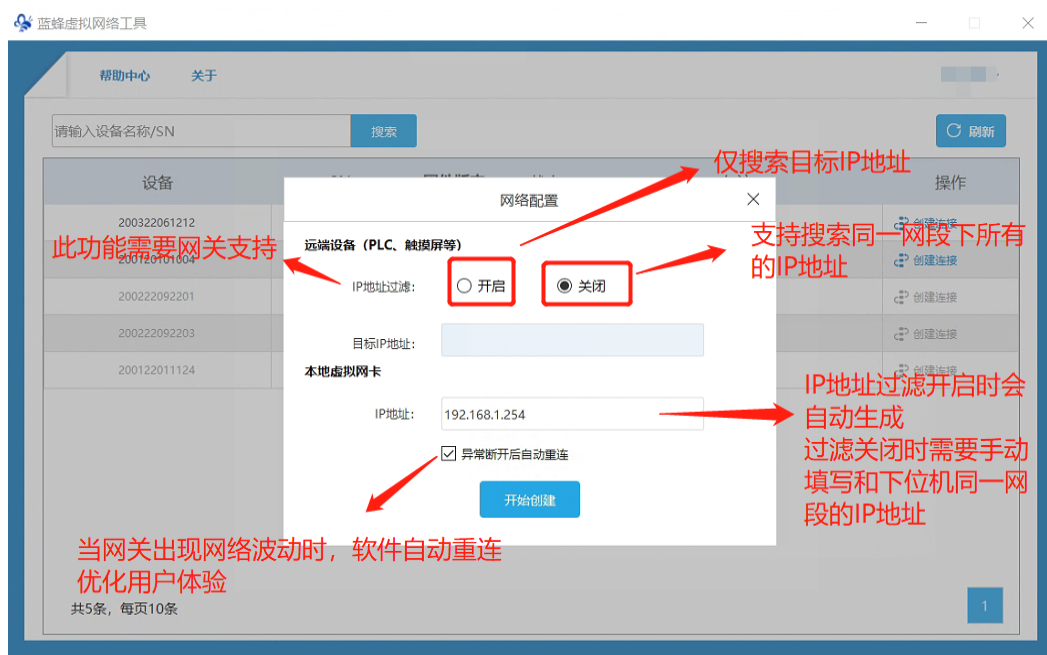 蓝蜂虚拟网络工具
帮助中心 关于
请输入设备名称/SN 搜索 刷新
仅搜索目标IP地址
设备 操作
网络配置
200322061212 创建连接
远端设备（PLC、触摸屏等）
支持搜索同一网段下所有
的IP地址
此功能需要网关支持
200120101004 创建连接
IP地址过滤: 开启 关闭
200222092201 创建连接
200222092203 创建连接
目标IP地址:
200122011124 创建连接
本地虚拟网卡
IP地址: 192.168.1.254
IP地址过滤开启时会
自动生成
过滤关闭时需要手动
填写和下位机同一网
段的IP地址
异常断开后自动重连
开始创建
当网关出现网络波动时，软件自动重连
优化用户体验
共5条，每页10条 1